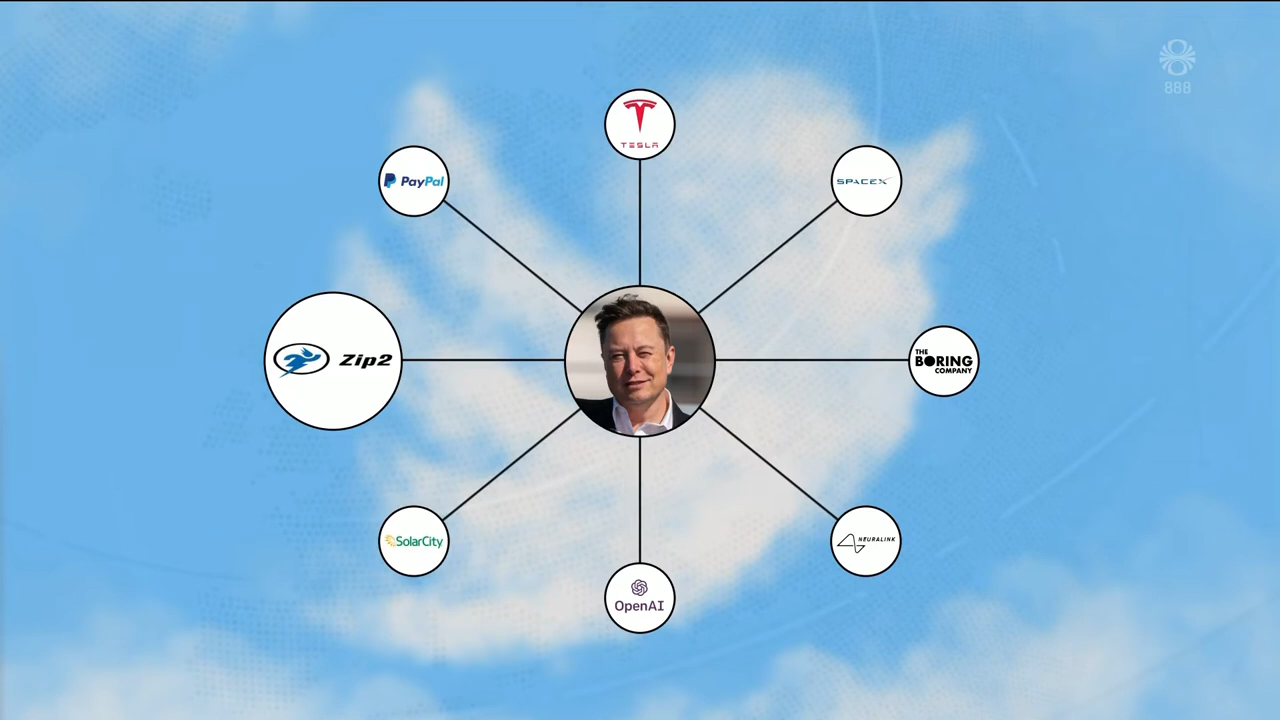 888
TESLA
PayPal
SPACEX
Zip2
THE
BORING
COMPANY
SolarCity
NEURALINK
OpenAI